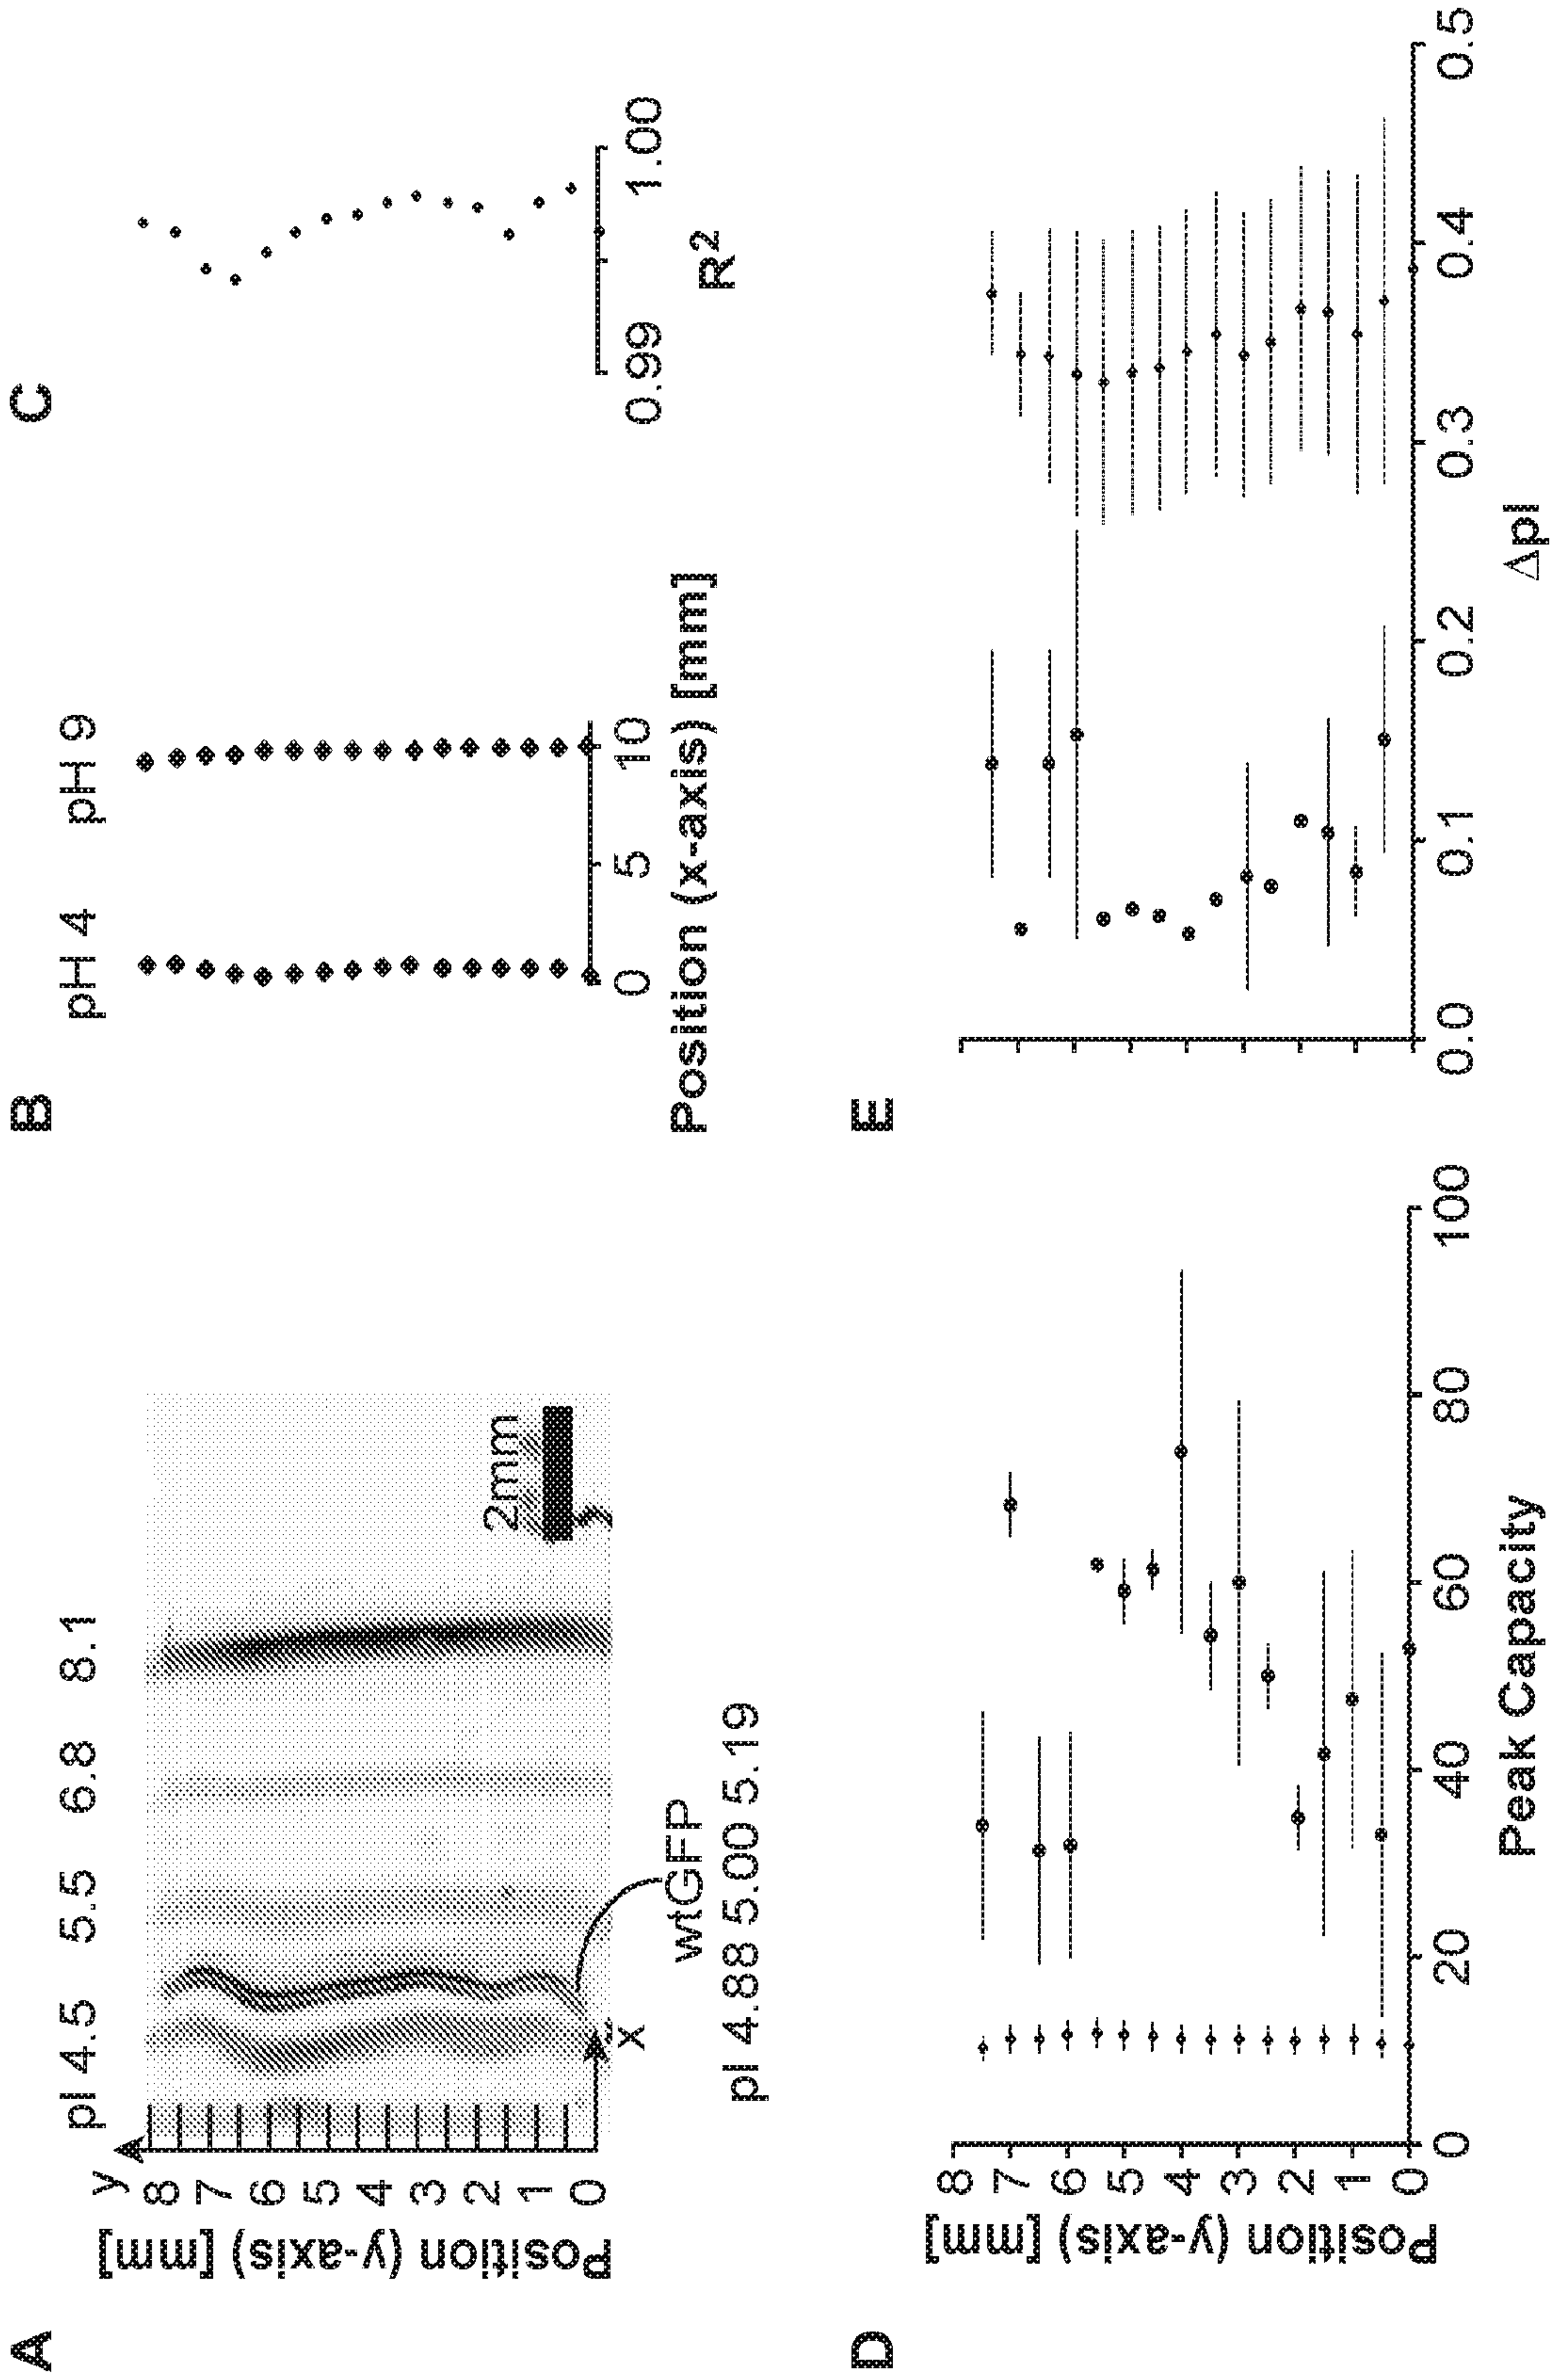 A
pI 4.5 5.5 6.8 8.1
y
8
7
6
5
4
3
2
1
0
Position (y-axis) [mm]
2mm
x
wtGFP
pI 4.88 5.00 5.19
B
pH 4 pH 9
0 5 10
Position (x-axis) [mm]
C
0.99 1.00
R2
D
8
7
6
5
4
3
2
1
0
Position (y-axis) [mm]
0 20 40 60 80 100
Peak Capacity
E
0.0 0.1 0.2 0.3 0.4 0.5
ΔpI